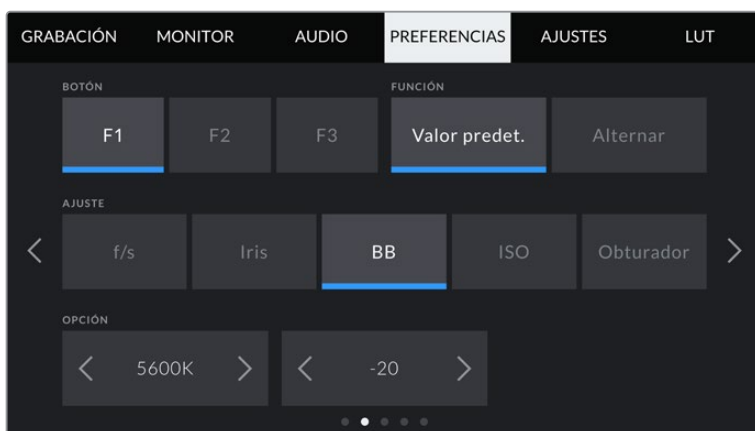 GRABACIÓN MONITOR AUDIO PREFERENCIAS AJUSTES LUT
BOTÓN FUNCIÓN
F1 F2 F3 Valor predet. Alternar
AJUSTE
f/s Iris BB ISO Obturador
OPCIÓN
5600K -20